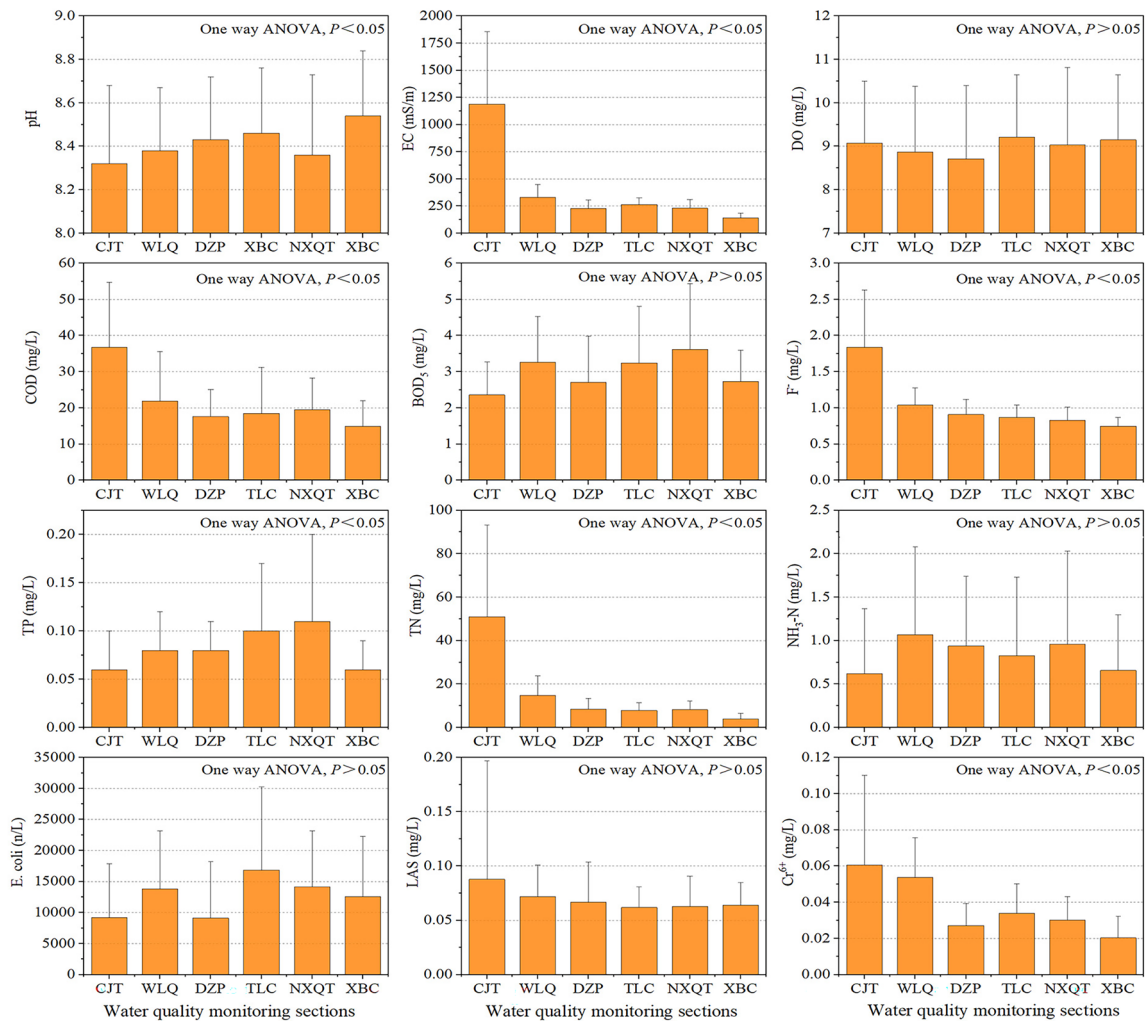 One way ANOVA, P＜0.05
pH
9.0
8.8
8.6
8.4
8.2
8.0
CJT WLQ DZP XBC NXQT XBC
One way ANOVA, P＜0.05
EC (mS/m)
2000
1750
1500
1250
1000
750
500
250
0
CJT WLQ DZP TLC NXQT XBC
One way ANOVA, P＞0.05
DO (mg/L)
12
11
10
9
8
7
CJT WLQ DZP TLC NXQT XBC
One way ANOVA, P＜0.05
COD (mg/L)
60
50
40
30
20
10
0
CJT WLQ DZP TLC NXQT XBC
One way ANOVA, P＞0.05
BOD5 (mg/L)
6
5
4
3
2
1
0
CJT WLQ DZP TLC NXQT XBC
One way ANOVA, P＜0.05
F- (mg/L)
3.0
2.5
2.0
1.5
1.0
0.5
0.0
CJT WLQ DZP TLC NXQT XBC
One way ANOVA, P＜0.05
TP (mg/L)
0.20
0.15
0.10
0.05
0.00
CJT WLQ DZP TLC NXQT XBC
One way ANOVA, P＜0.05
TN (mg/L)
100
80
60
40
20
0
CJT WLQ DZP TLC NXQT XBC
One way ANOVA, P＞0.05
NH3-N (mg/L)
2.5
2.0
1.5
1.0
0.5
0.0
CJT WLQ DZP TLC NXQT XBC
One way ANOVA, P＞0.05
E. coli (n/L)
35000
30000
25000
20000
15000
10000
5000
0
CJT WLQ DZP TLC NXQT XBC
Water quality monitoring sections
One way ANOVA, P＞0.05
LAS (mg/L)
0.20
0.15
0.10
0.05
0.00
CJT WLQ DZP TLC NXQT XBC
Water quality monitoring sections
One way ANOVA, P＜0.05
Cr6+ (mg/L)
0.12
0.10
0.08
0.06
0.04
0.02
0.00
CJT WLQ DZP TLC NXQT XBC
Water quality monitoring sections